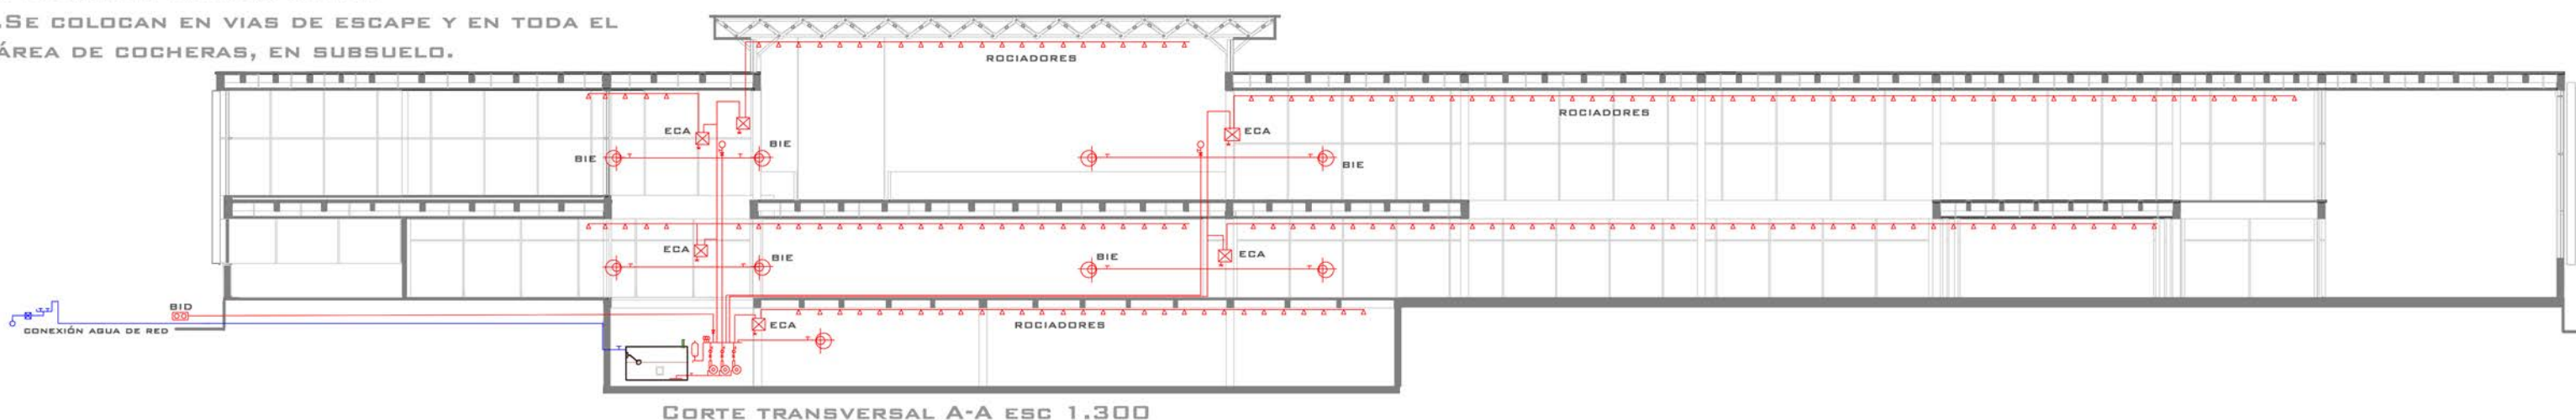 .SE COLOCAN EN VIAS DE ESCAPE Y EN TODA EL
ÁREA DE COCHERAS, EN SUBSUELO.
ROCIADORES
ROCIADORES
ECA
ECA
BIE
BIE
BIE
ECA
BIE
BIE
ECA
BID
CONEXIÓN AGUA DE RED
ECA
ROCIADORES
CORTE TRANSVERSAL A-A ESC 1.300